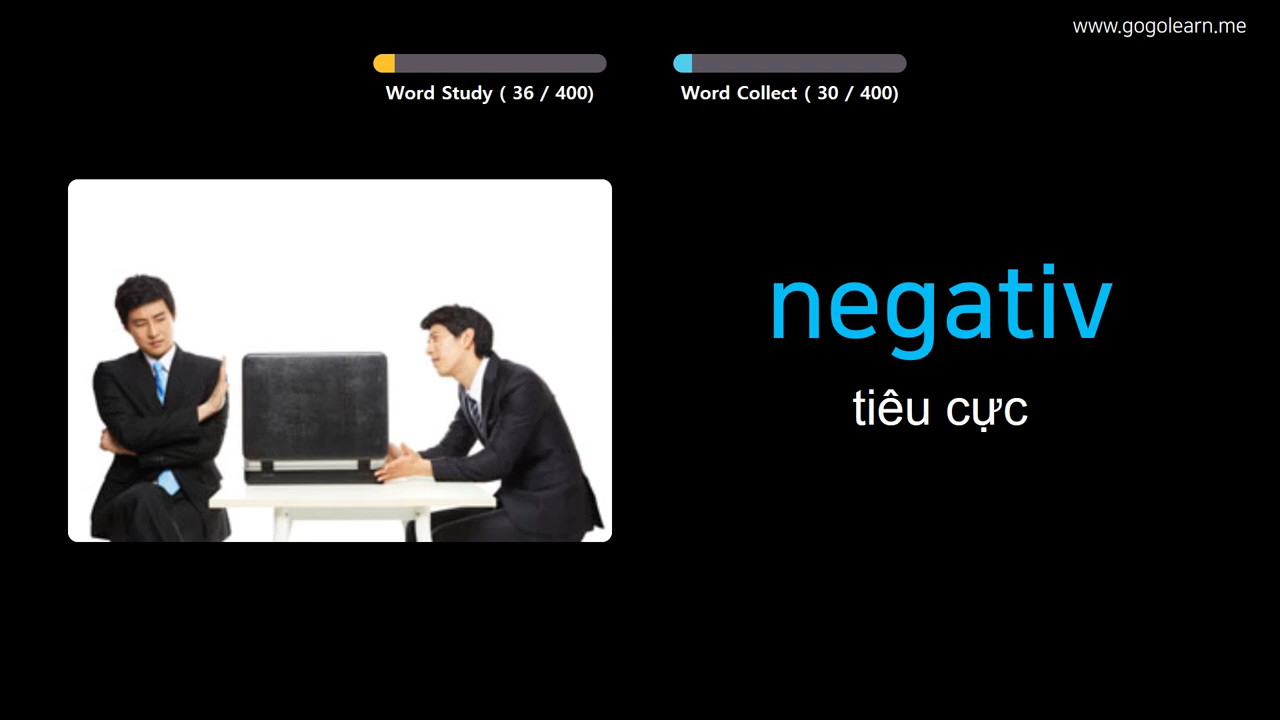 www.gogolearn.me
Word Study ( 36 / 400)
Word Collect ( 30 / 400)
negativ
tiêu cực